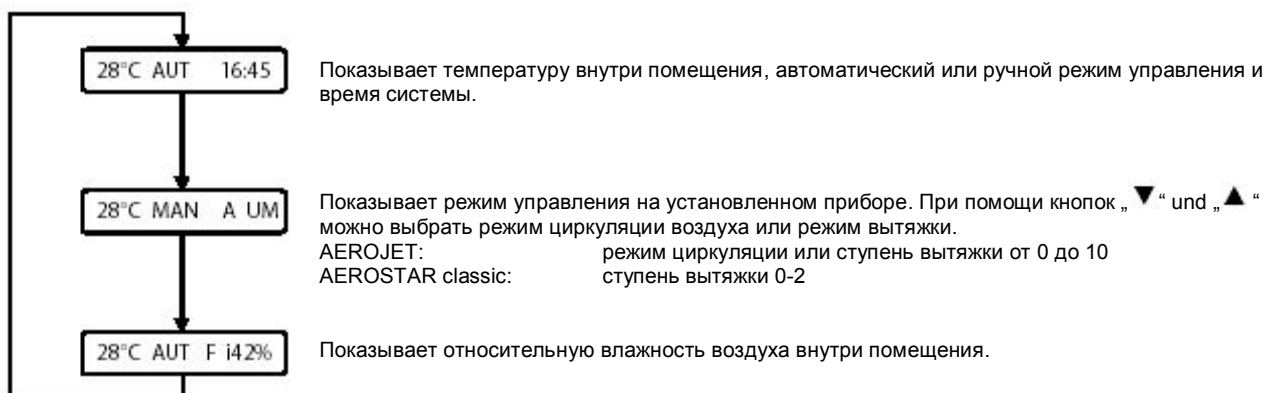 28°C AUT 16:45
Показывает температуру внутри помещения, автоматический или ручной режим управления и
время системы.
28°C MAN A UM
Показывает режим управления на установленном приборе. При помощи кнопок „ ▼ “ und „ ▲ “
можно выбрать режим циркуляции воздуха или режим вытяжки.
AEROJET: режим циркуляции или ступень вытяжки от 0 до 10
AEROSTAR classic: ступень вытяжки 0-2
28°C AUT F i42%
Показывает относительную влажность воздуха внутри помещения.